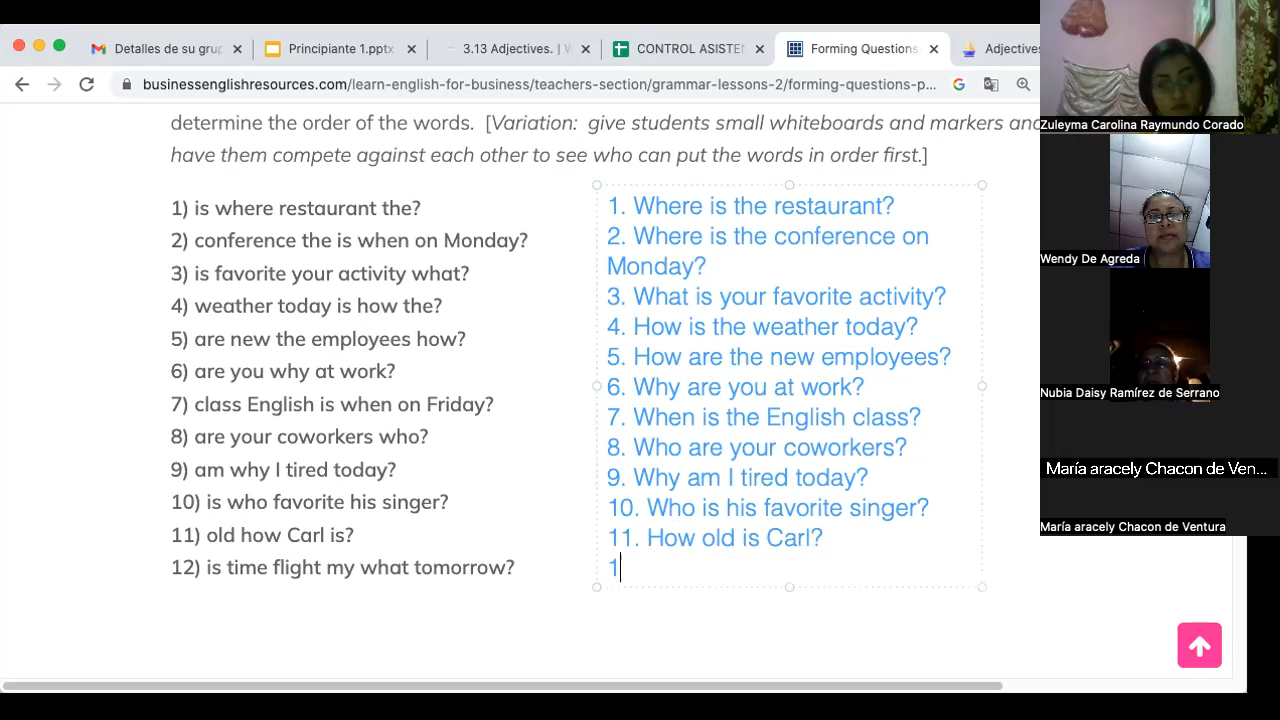 Detalles de su gru
Principiante 1.pptx
3.13 Adjectives. | W
CONTROL ASISTEN
Forming Questions
Adjectives
businessenglishresources.com/learn-english-for-business/teachers-section/grammar-lessons-2/forming-questions-p...
determine the order of the words. [Variation: give students small whiteboards and markers and
have them compete against each other to see who can put the words in order first.]
1) is where restaurant the?
2) conference the is when on Monday?
3) is favorite your activity what?
4) weather today is how the?
5) are new the employees how?
6) are you why at work?
7) class English is when on Friday?
8) are your coworkers who?
9) am why I tired today?
10) is who favorite his singer?
11) old how Carl is?
12) is time flight my what tomorrow?
1. Where is the restaurant?
2. Where is the conference on
Monday?
3. What is your favorite activity?
4. How is the weather today?
5. How are the new employees?
6. Why are you at work?
7. When is the English class?
8. Who are your coworkers?
9. Why am I tired today?
10. Who is his favorite singer?
11. How old is Carl?
1
Zuleyma Carolina Raymundo Corado
Wendy De Agreda
Nubia Daisy Ramírez de Serrano
María aracely Chacon de Ven...
María aracely Chacon de Ventura